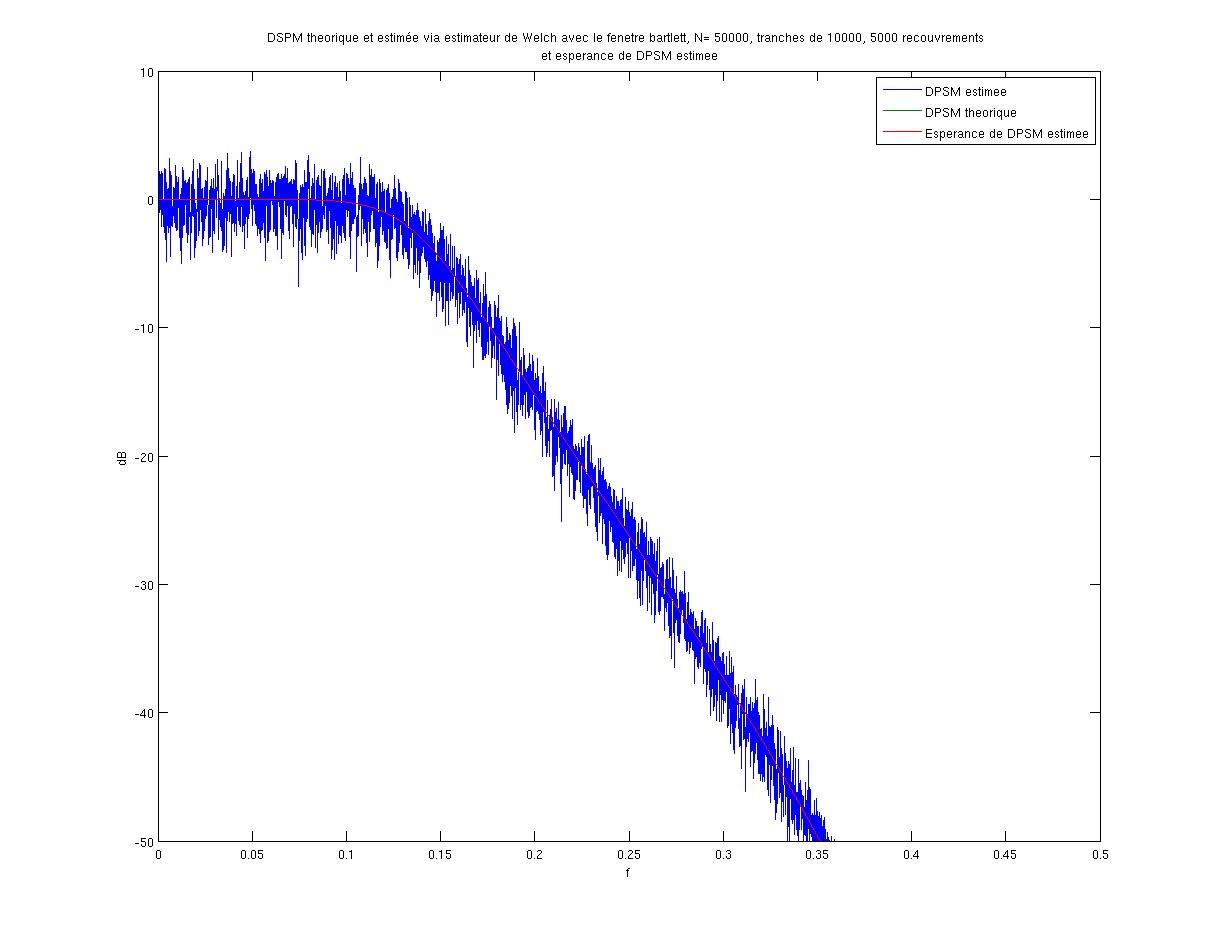 DSPM theorique et estimée via estimateur de Welch avec le fenetre bartlett, N= 50000, tranches de 10000, 5000 recouvrements
et esperance de DPSM estimee
10
0
-10
-20
-30
-40
-50
dB
DPSM estimee
DPSM theorique
Esperance de DPSM estimee
0 0.05 0.1 0.15 0.2 0.25 0.3 0.35 0.4 0.45 0.5
f